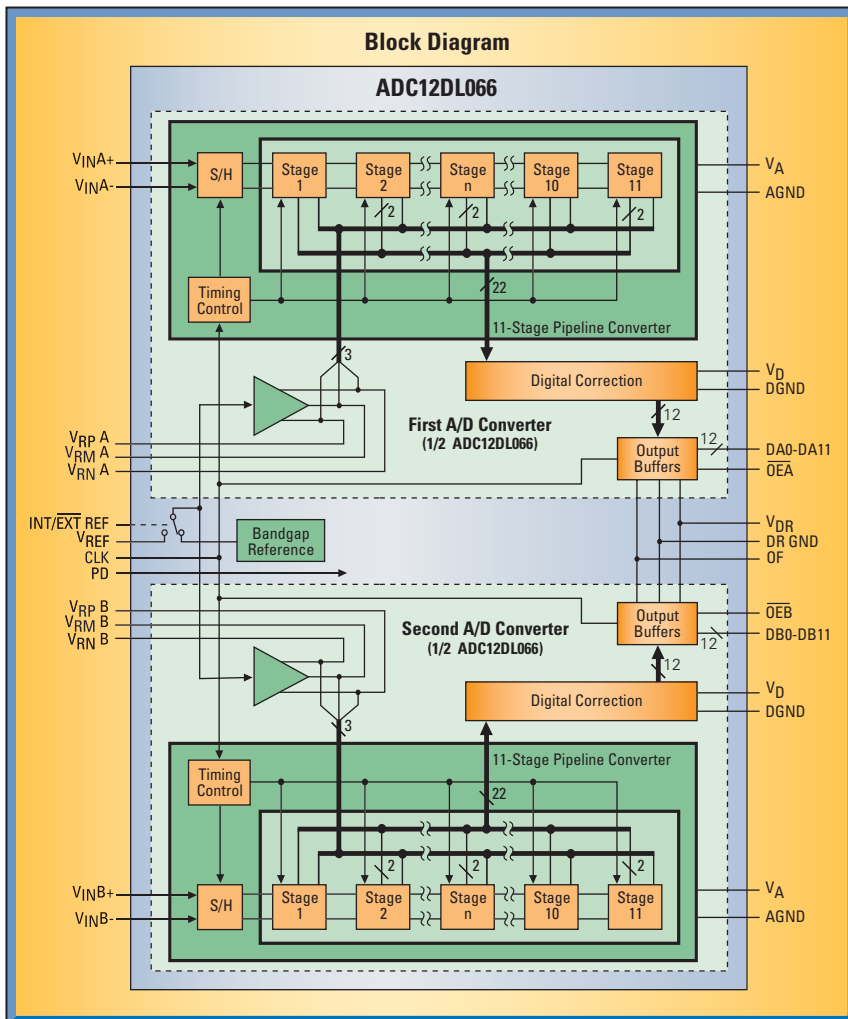 Block Diagram
ADC12DL066
VINA+
VINA-
S/H
Stage 1
Stage 2
Stage n
Stage 10
Stage 11
VA
AGND
2
2
2
Timing Control
22
11-Stage Pipeline Converter
3
Digital Correction
VD
DGND
12
First A/D Converter
(1/2 ADC12DL066)
VRP A
VRM A
VRN A
Output Buffers
12
DA0-DA11
OEA
INT/EXT REF
VREF
CLK
PD
Bandgap Reference
VDR
DR GND
OF
VRP B
VRM B
VRN B
Second A/D Converter
(1/2 ADC12DL066)
Output Buffers
OEB
12
DB0-DB11
12
Digital Correction
VD
DGND
3
11-Stage Pipeline Converter
Timing Control
22
2
2
2
VINB+
VINB-
S/H
Stage 1
Stage 2
Stage n
Stage 10
Stage 11
VA
AGND